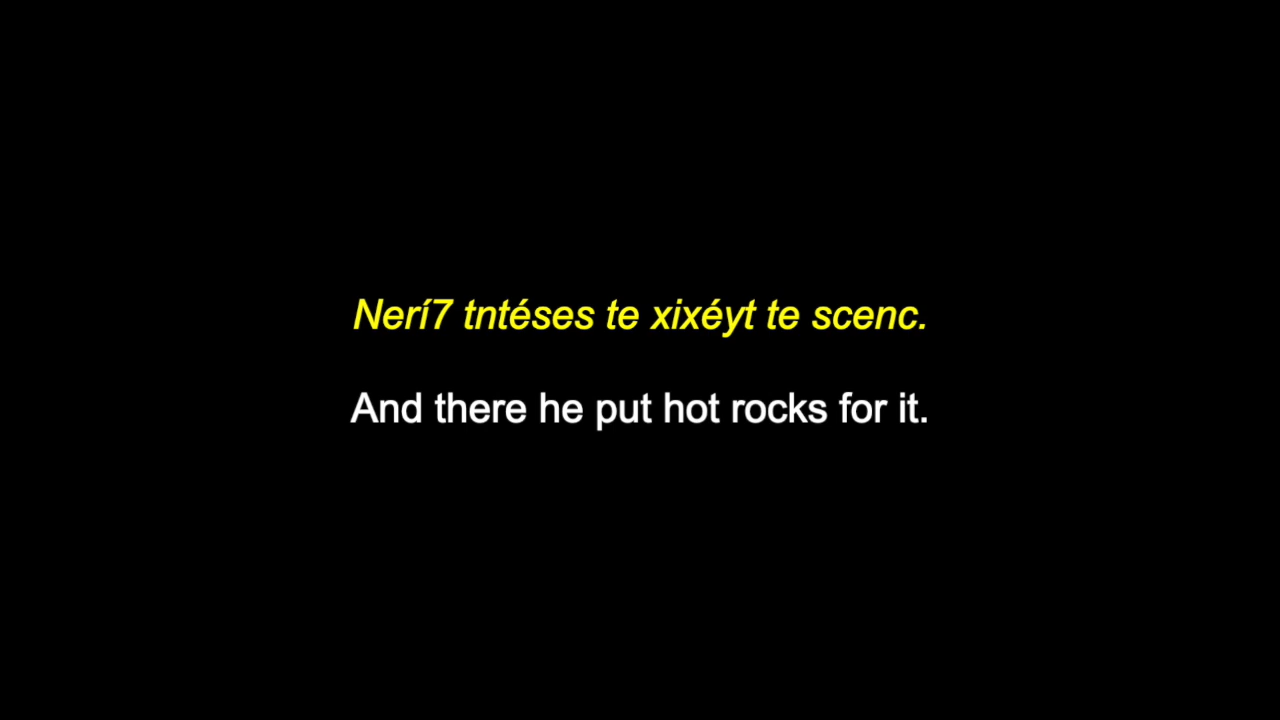 Nerí7 tntéses te xixéyt te scenc.
And there he put hot rocks for it.